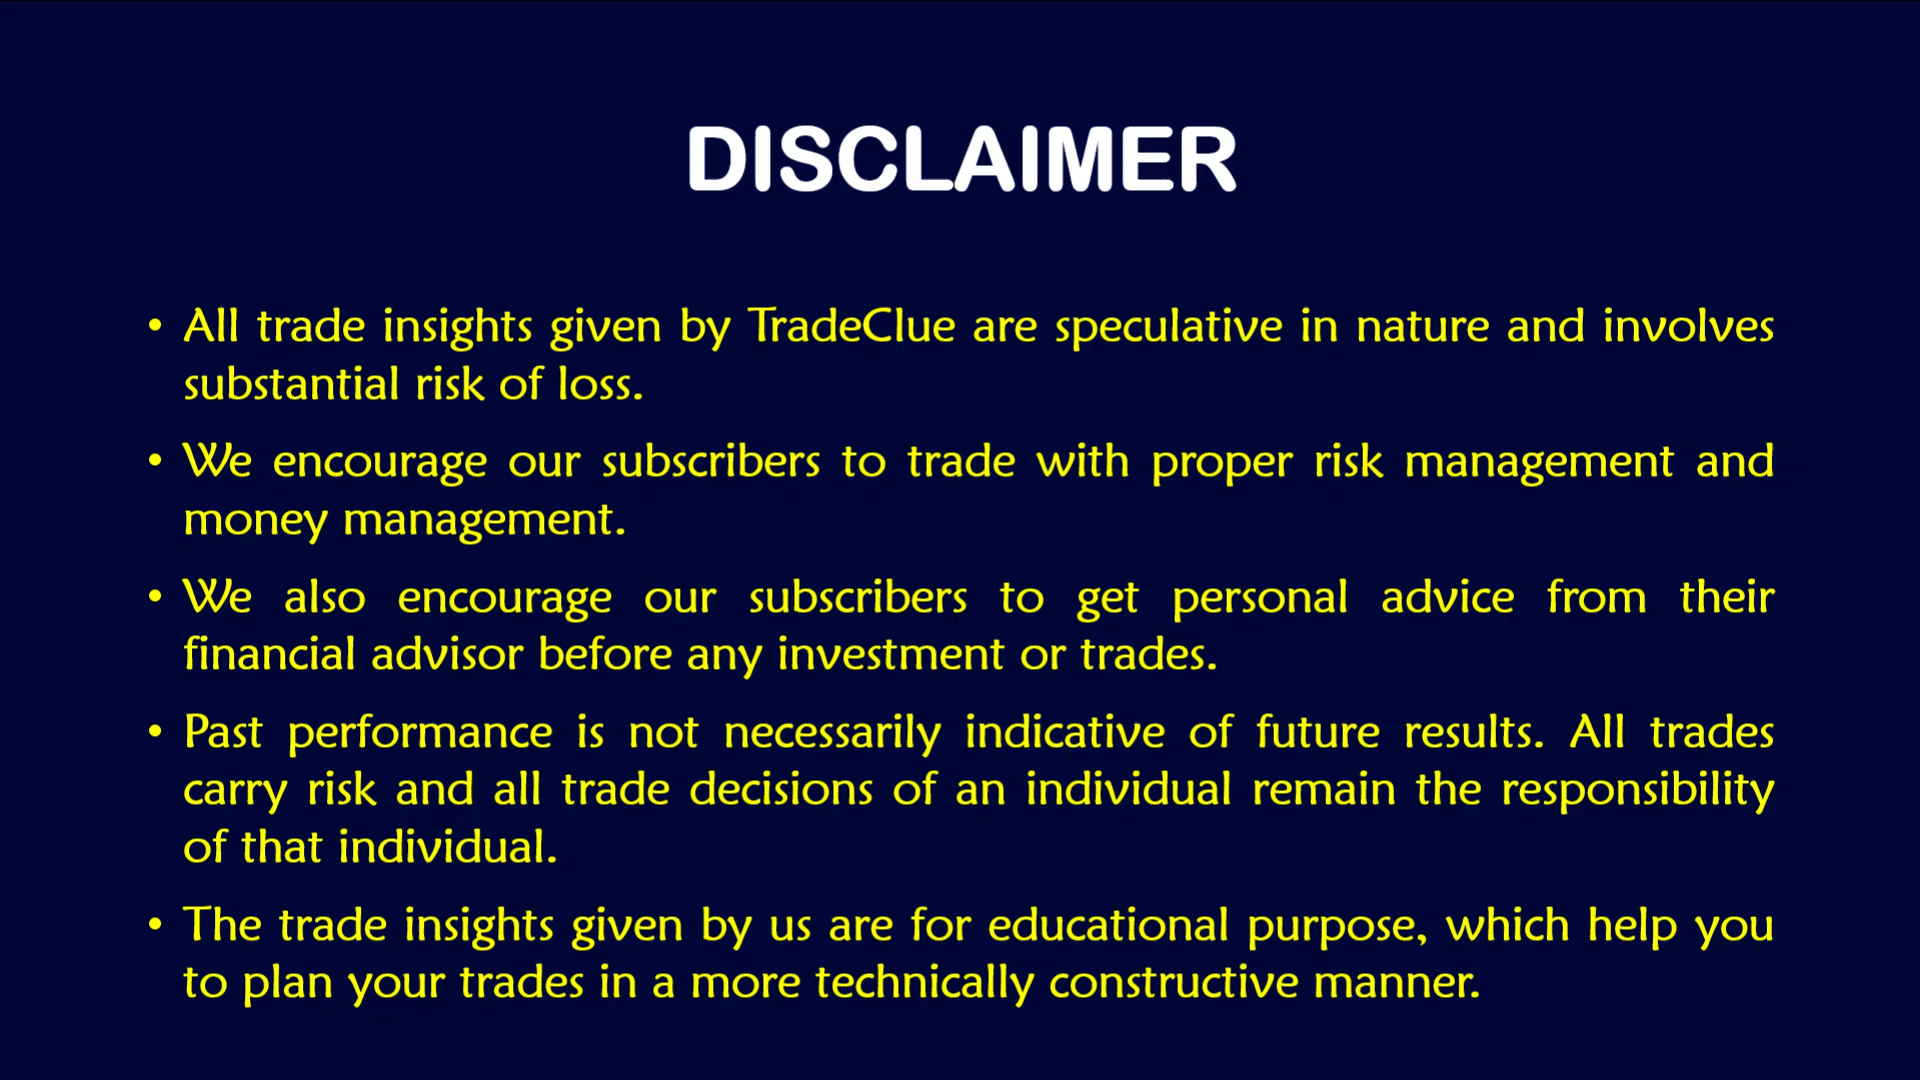 DISCLAIMER
• All trade insights given by TradeClue are speculative in nature and involves
substantial risk of loss.
• We encourage our subscribers to trade with proper risk management and
money management.
• We also encourage our subscribers to get personal advice from their
financial advisor before any investment or trades.
• Past performance is not necessarily indicative of future results. All trades
carry risk and all trade decisions of an individual remain the responsibility
of that individual.
• The trade insights given by us are for educational purpose, which help you
to plan your trades in a more technically constructive manner.